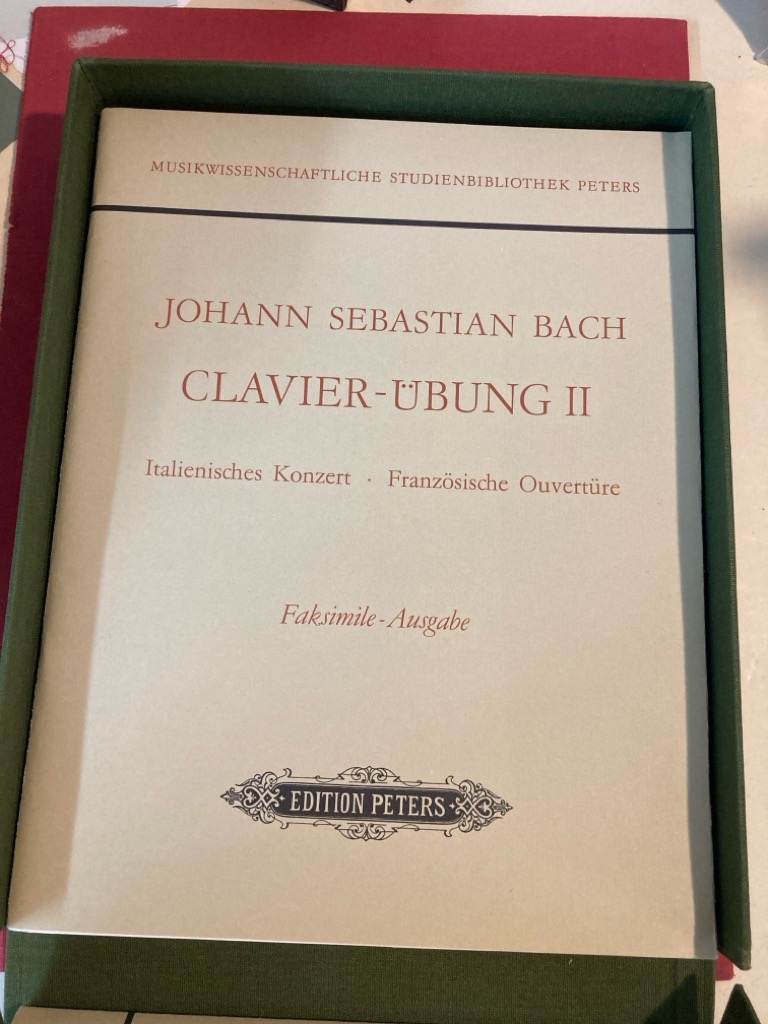 MUSIKWISSENSCHAFTLICHE STUDIENBIBLIOTHEK PETERS
JOHANN SEBASTIAN BACH
CLAVIER-ÜBUNG II
Italienisches Konzert · Französische Ouvertüre
Faksimile-Ausgabe
EDITION PETERS